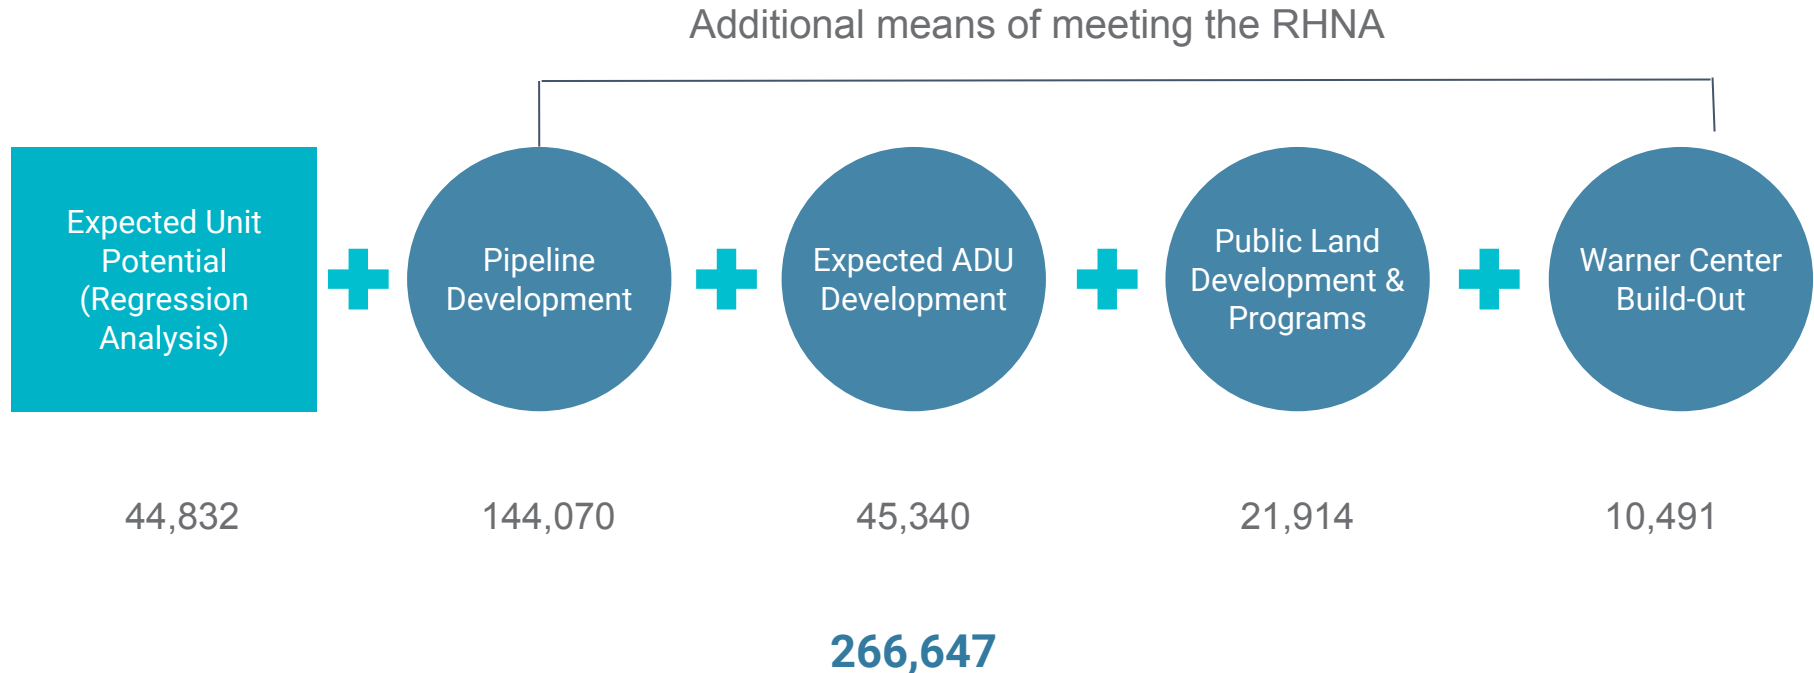 Additional means of meeting the RHNA
Expected Unit
Potential
(Regression
Analysis)
Pipeline
Development
Expected ADU
Development
Public Land
Development &
Programs
Warner Center
Build-Out
44,832
144,070
45,340
21,914
10,491
266,647